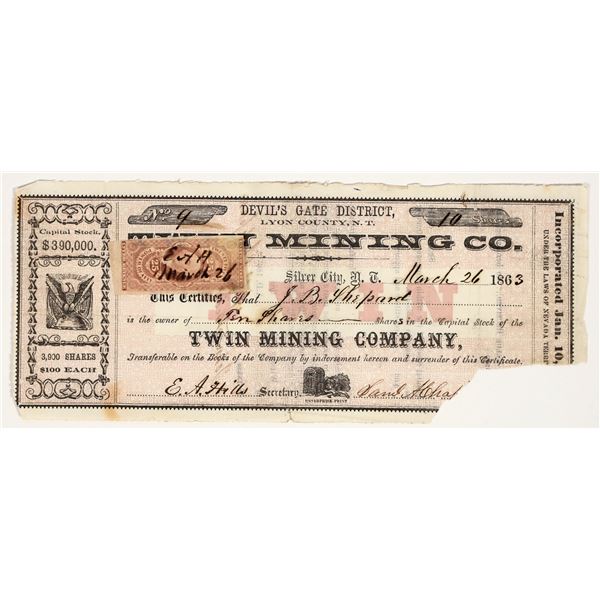 Capital Stock,
$390,000.
3,900 SHARES
$100 EACH
No. 9
DEVIL'S GATE DISTRICT,
LYON COUNTY, N.T.
10 Shares
MINING CO.
E A H
March 26
Silver City, N. T. March 26 1863
TWIN
This Certifies, That J. B. Shepard
is the owner of Ten Shares Shares in the Capital Stock of the
TWIN MINING COMPANY,
Transferable on the Books of the Company by indorsement hereon and surrender of this Certificate.
E. A. Hills Secretary.
ENTERPRISE PRINT
Incorporated Jan. 10,
UNDER THE LAWS OF NEVADA